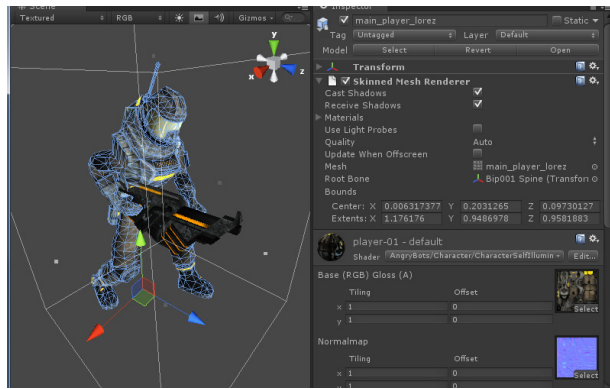 Scene
Textured
RGB
Gizmos
y
x
z
Inspector
main_player_lorez
Static
Tag
Untagged
Layer
Default
Model
Select
Revert
Open
Transform
Skinned Mesh Renderer
Cast Shadows
Receive Shadows
Materials
Use Light Probes
Quality
Auto
Update When Offscreen
Mesh
main_player_lorez
Root Bone
Bip001 Spine (Transform
Bounds
Center: X 0.006317377 Y 0.2031265 Z 0.09730127
Extents: X 1.176176 Y 0.9486978 Z 0.9581883
player-01 - default
Shader
AngryBots/Character/CharacterSelfIllumin
Edit...
Base (RGB) Gloss (A)
Tiling Offset
x 1 0
y 1 0
Select
Normalmap
Tiling Offset
x 1 0
Select